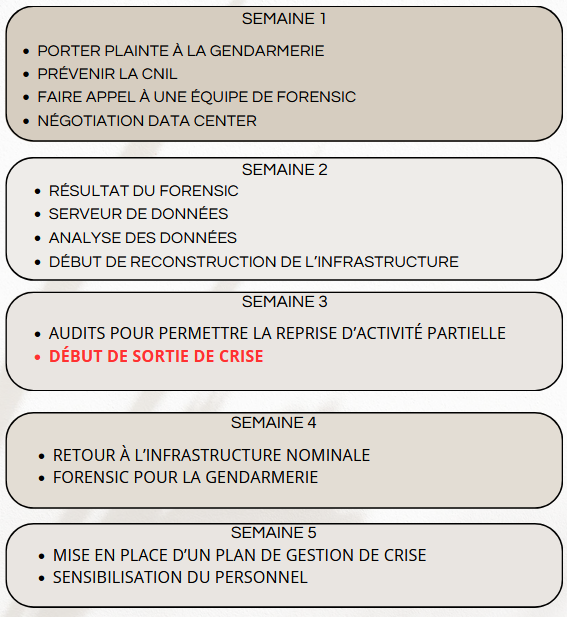 SEMAINE 1
• PORTER PLAINTE À LA GENDARMERIE
• PRÉVENIR LA CNIL
• FAIRE APPEL À UNE ÉQUIPE DE FORENSIC
• NÉGOTIATION DATA CENTER
SEMAINE 2
• RÉSULTAT DU FORENSIC
• SERVEUR DE DONNÉES
• ANALYSE DES DONNÉES
• DÉBUT DE RECONSTRUCTION DE L’INFRASTRUCTURE
SEMAINE 3
• AUDITS POUR PERMETTRE LA REPRISE D’ACTIVITÉ PARTIELLE
• DÉBUT DE SORTIE DE CRISE
SEMAINE 4
• RETOUR À L’INFRASTRUCTURE NOMINALE
• FORENSIC POUR LA GENDARMERIE
SEMAINE 5
• MISE EN PLACE D’UN PLAN DE GESTION DE CRISE
• SENSIBILISATION DU PERSONNEL